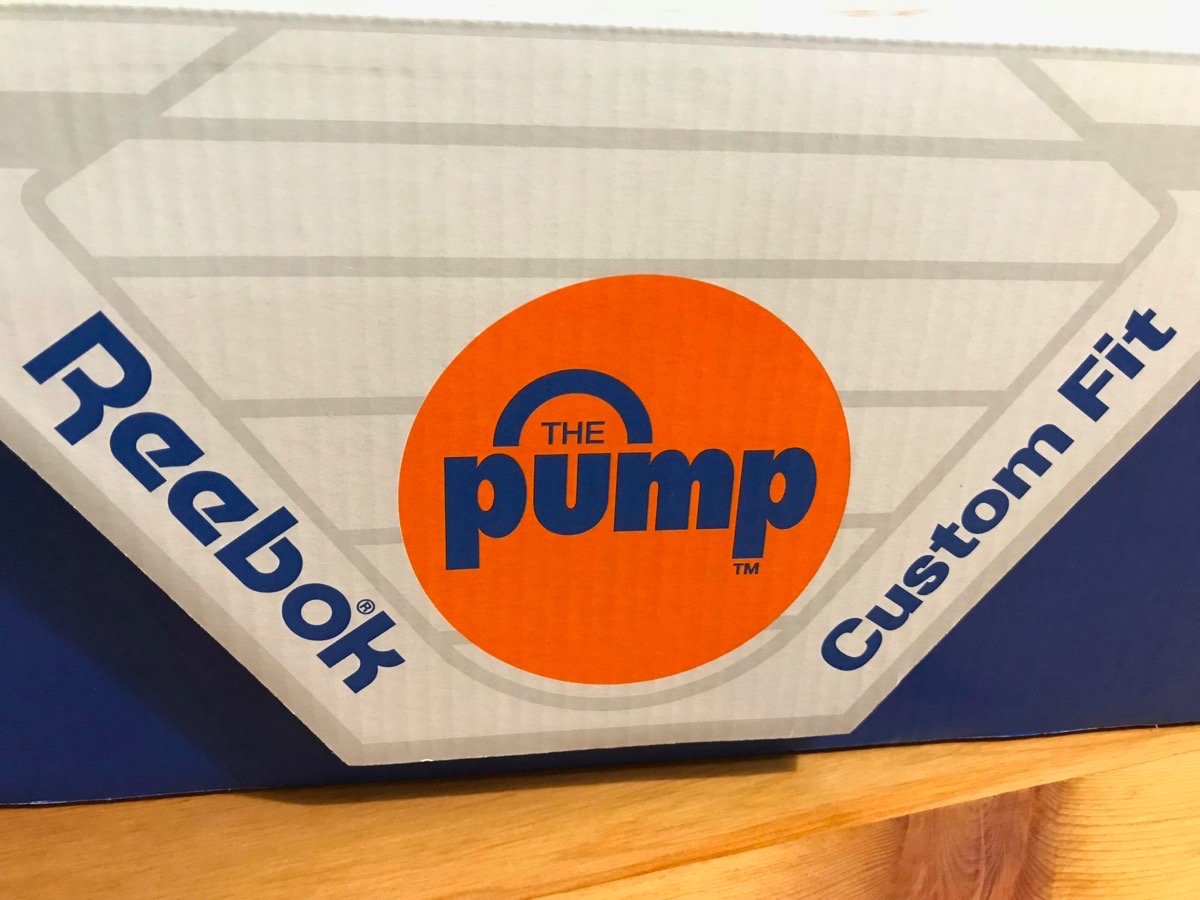 Reebok®
THE
pump
TM
Custom Fit